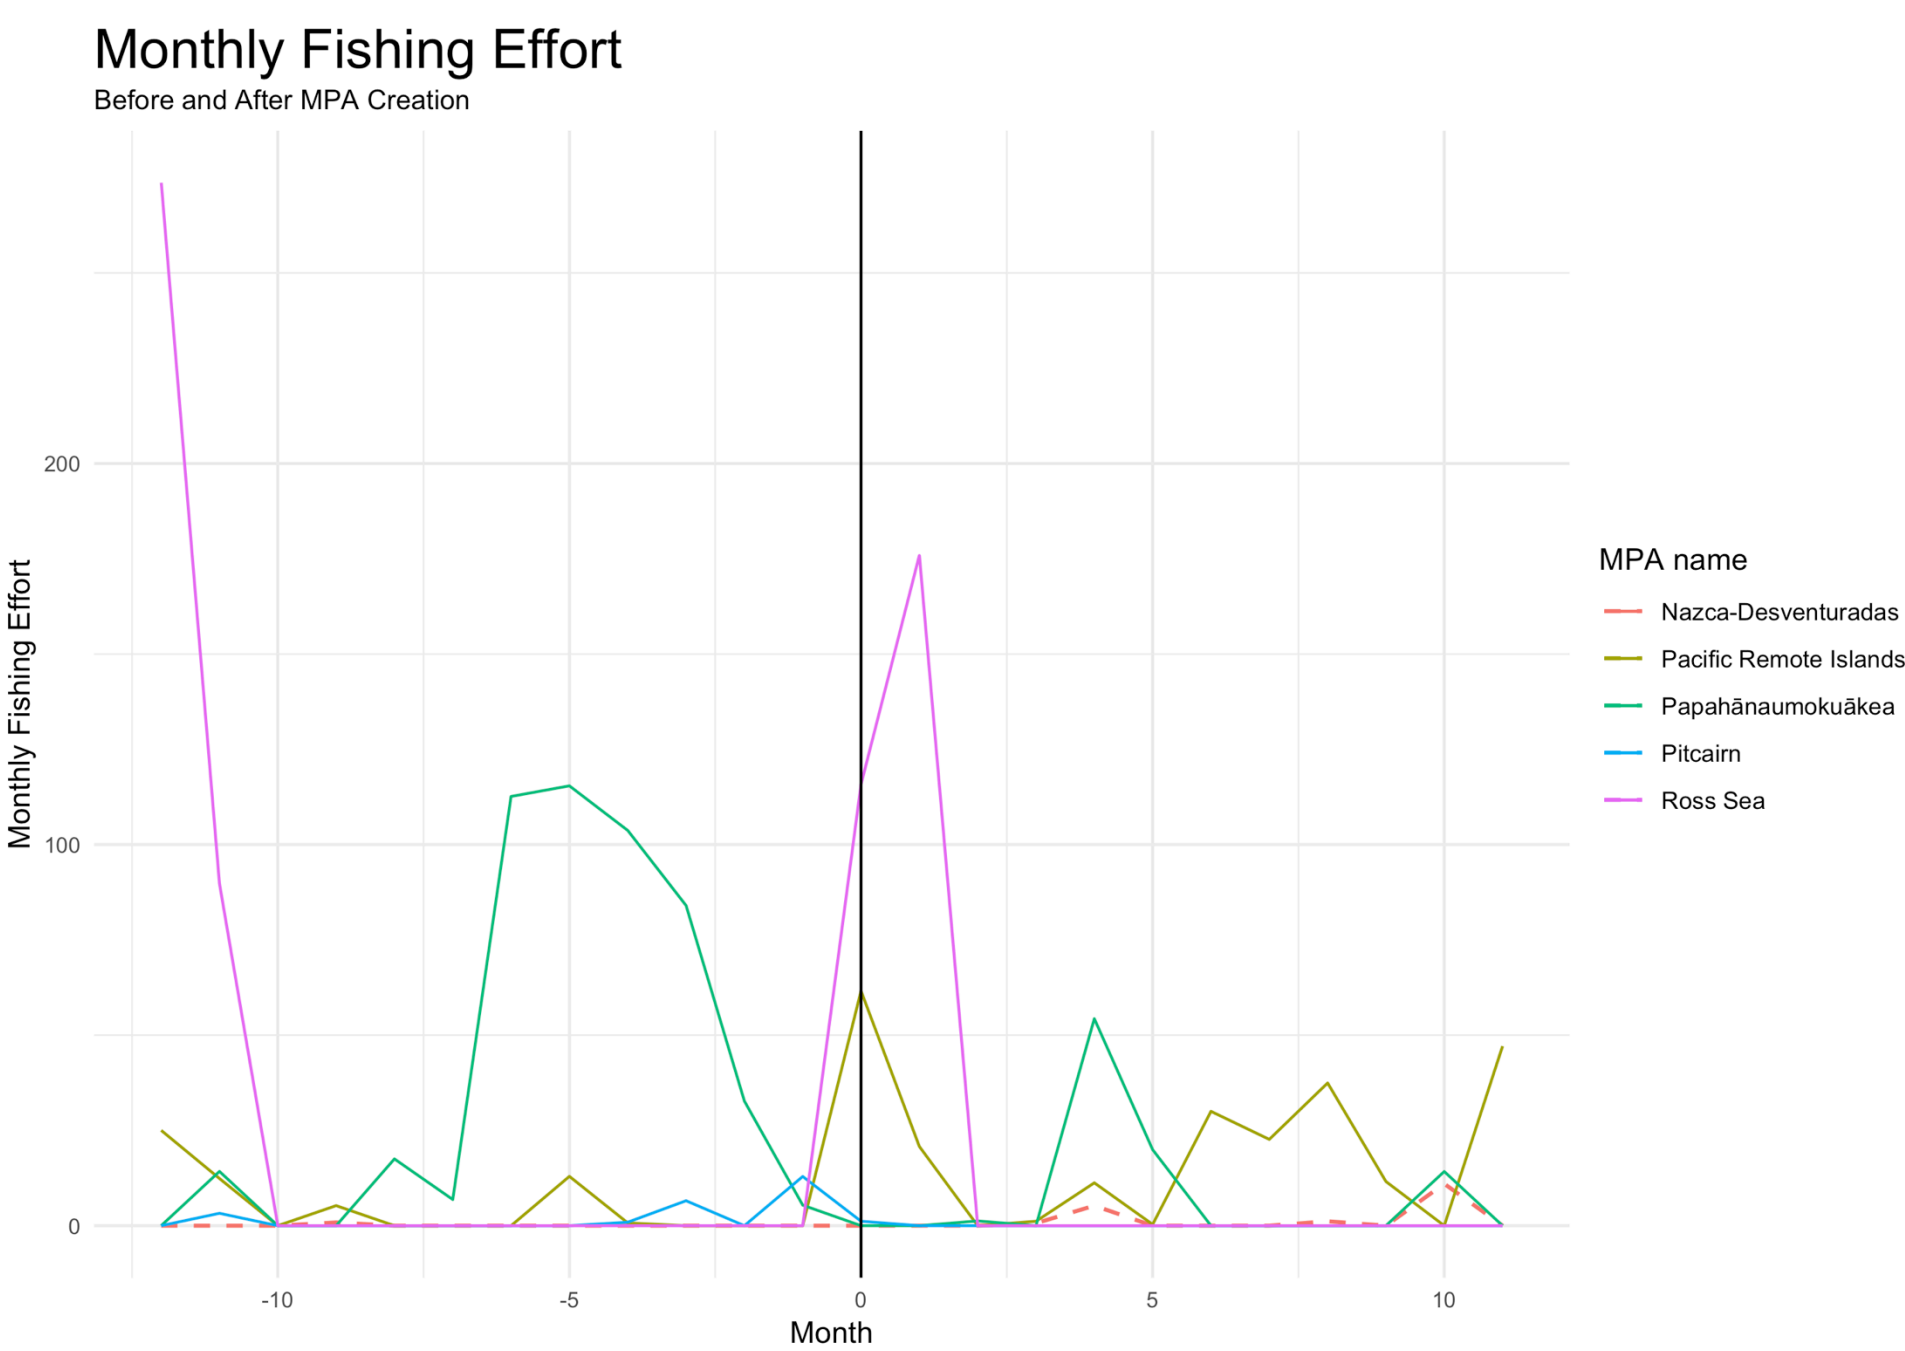 Monthly Fishing Effort
Before and After MPA Creation
Monthly Fishing Effort
200
100
0
-10
-5
0
5
10
Month
MPA name
Nazca-Desventuradas
Pacific Remote Islands
Papahānaumokuākea
Pitcairn
Ross Sea